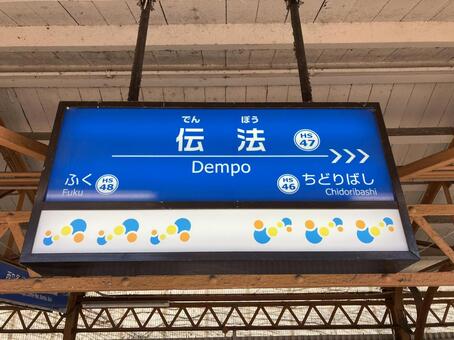 でん ぽう
伝 法
HS 47
Dempo
ふく
Fuku
HS 48
HS 46
ちどりばし
Chidoribashi